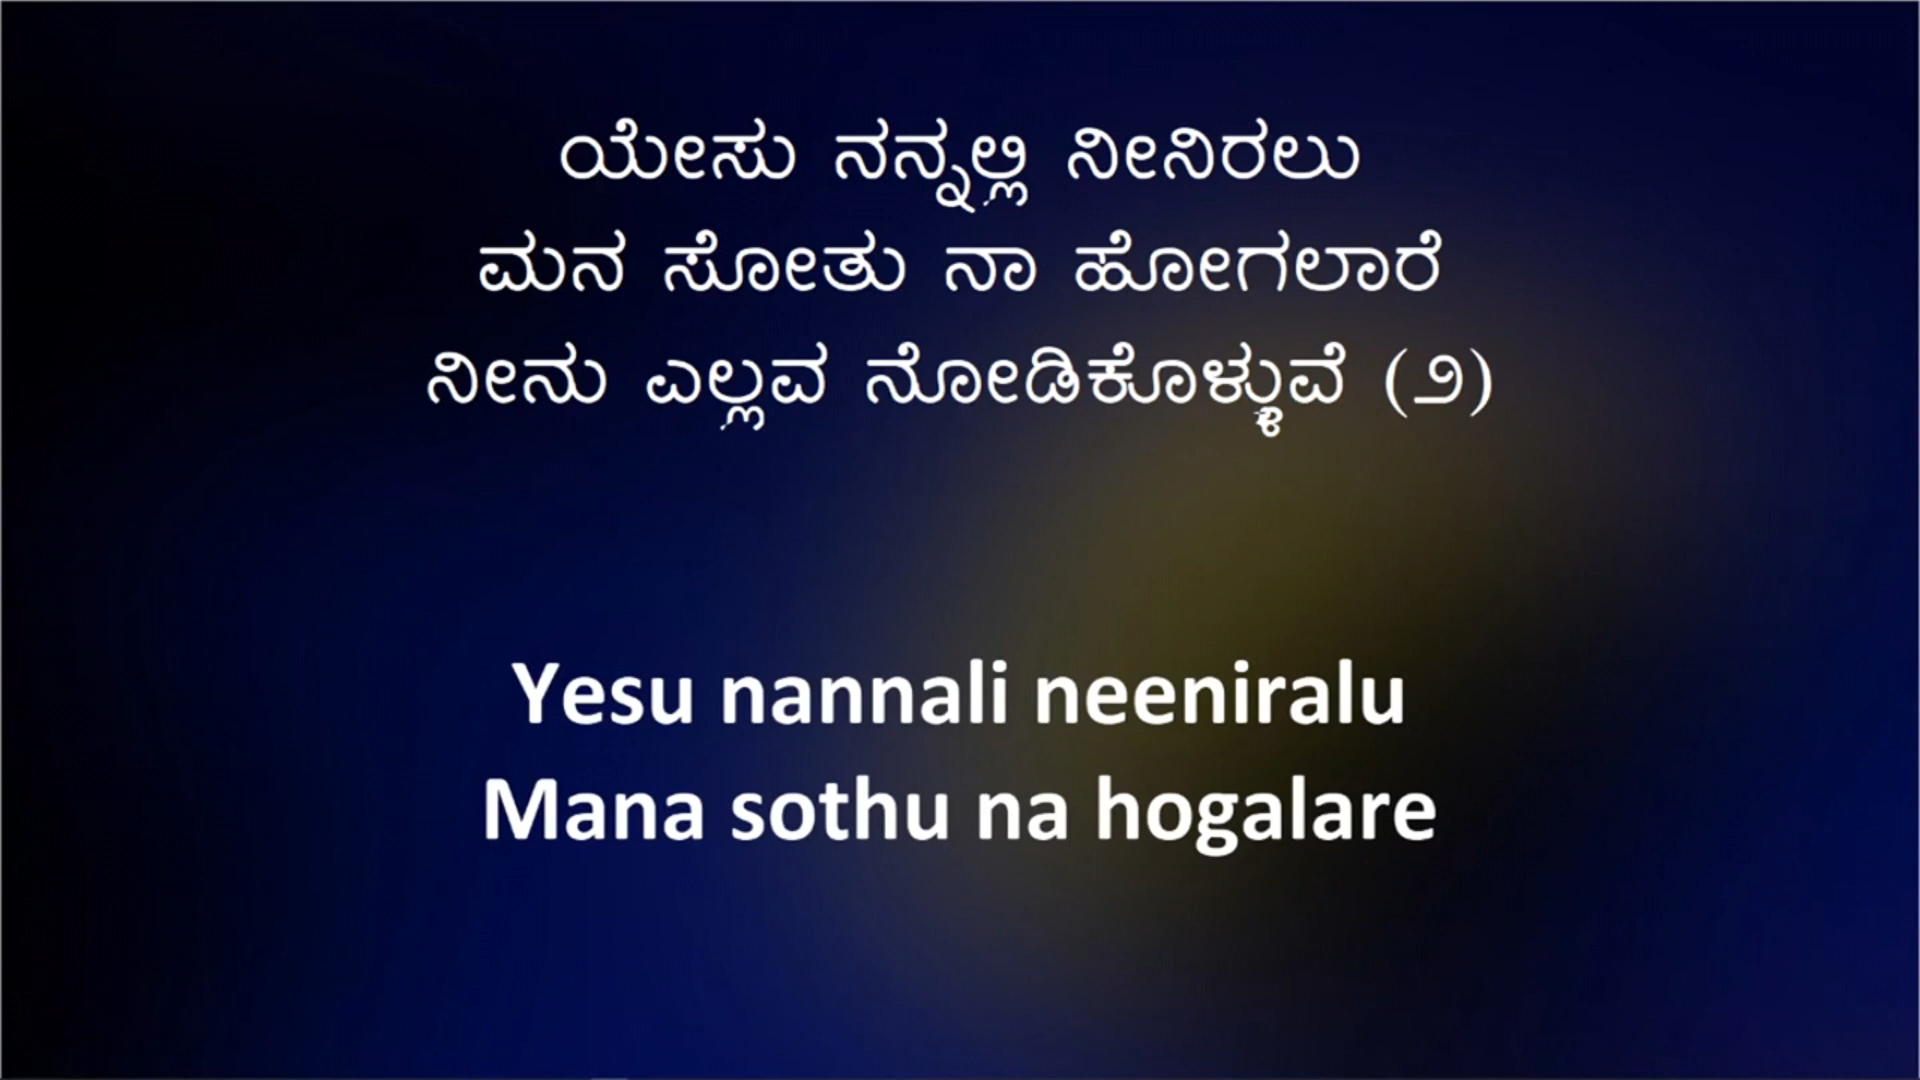 ಯೇಸು ನನ್ನಲ್ಲಿ ನೀನಿರಲು
ಮನ ಸೋತು ನಾ ಹೋಗಲಾರೆ
ನೀನು ಎಲ್ಲವ ನೋಡಿಕೊಳ್ಳುವೆ (೨)
Yesu nannali neeniralu
Mana sothu na hogalare